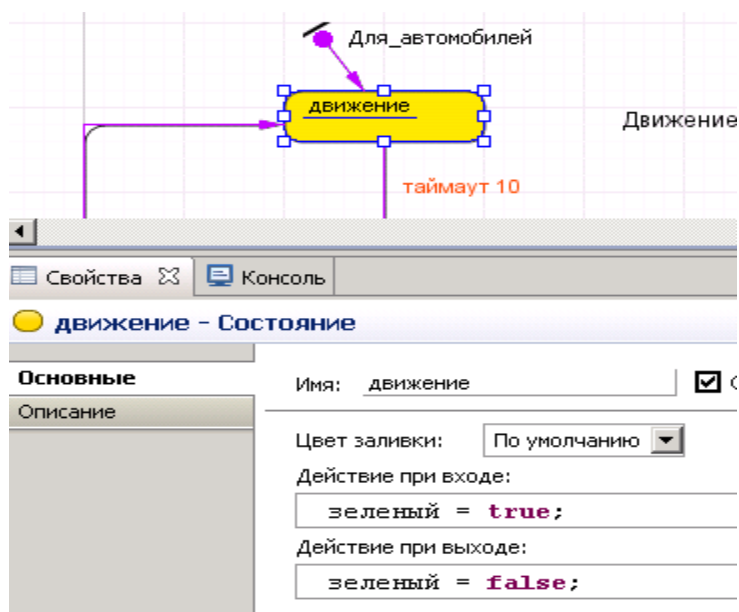 Для_автомобилей
движение
Движение
таймаут 10
Свойства Консоль
движение - Состояние
Основные
Имя: движение
Описание
Цвет заливки: По умолчанию
Действие при входе:
зеленый = true;
Действие при выходе:
зеленый = false;